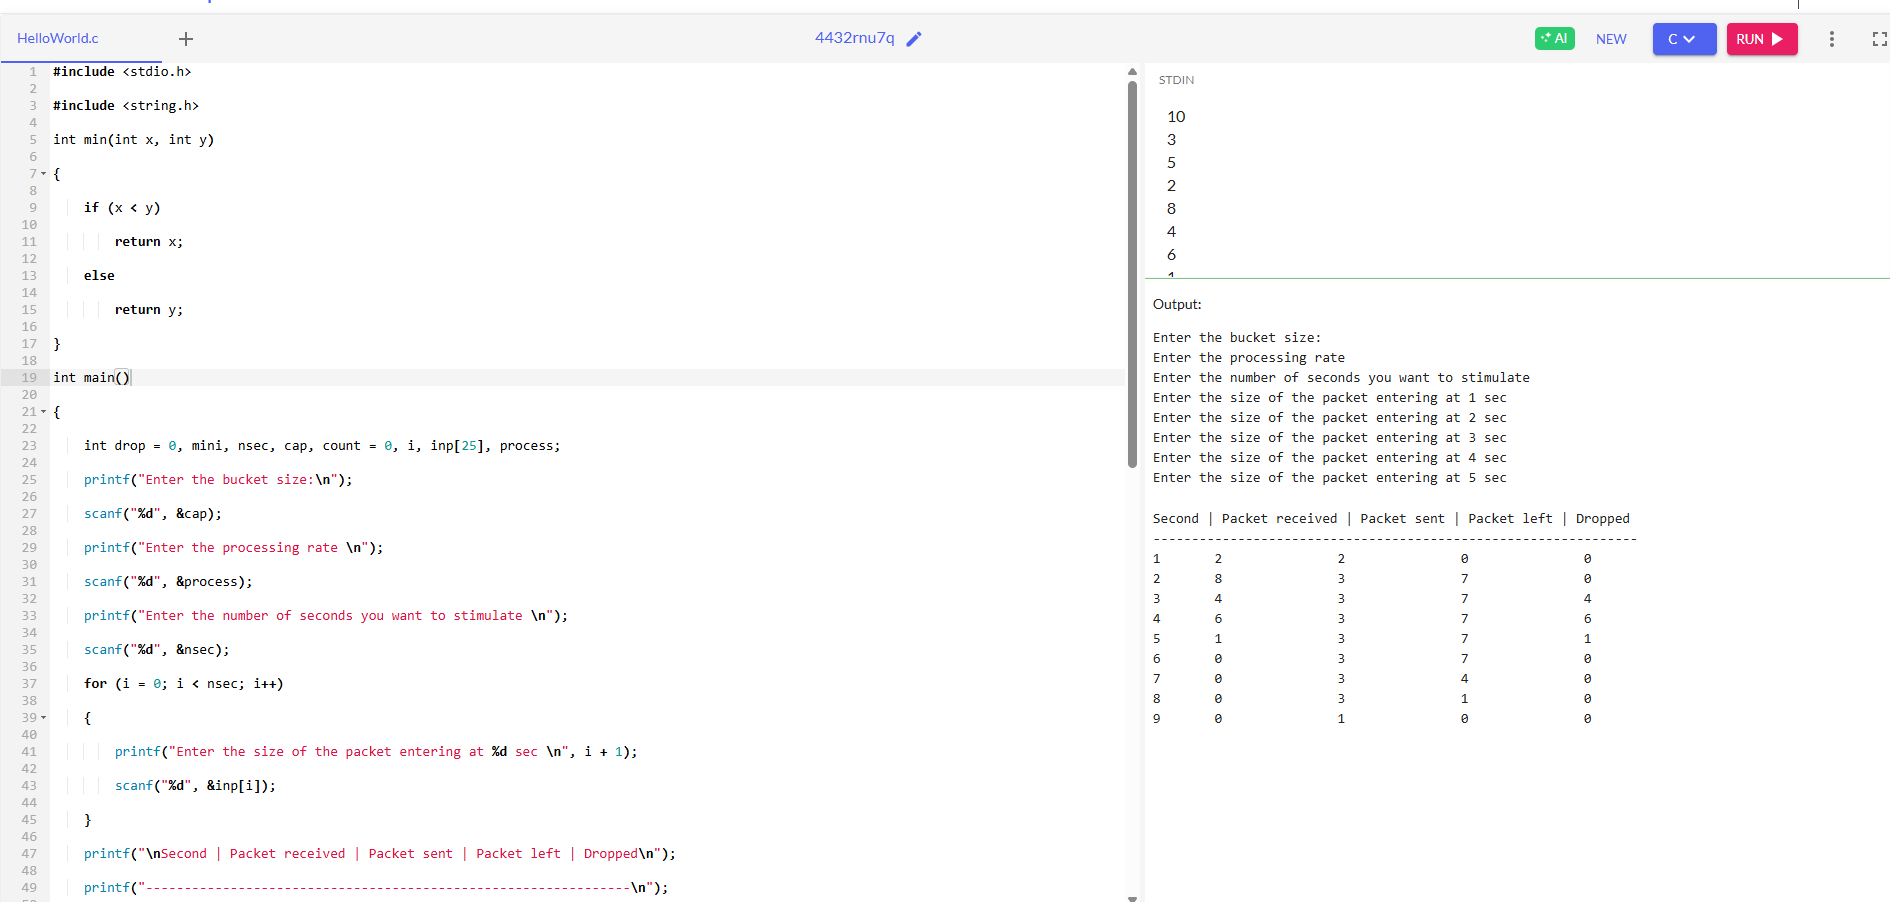 HelloWorld.c + 4432rnu7q AI NEW C RUN
1 #include <stdio.h>
2
3 #include <string.h>
4
5 int min(int x, int y)
6
7 {
8
9 if (x < y)
10
11 return x;
12
13 else
14
15 return y;
16
17 }
18
19 int main()
20
21 {
22
23 int drop = 0, mini, nsec, cap, count = 0, i, inp[25], process;
24
25 printf("Enter the bucket size:\n");
26
27 scanf("%d", &cap);
28
29 printf("Enter the processing rate \n");
30
31 scanf("%d", &process);
32
33 printf("Enter the number of seconds you want to stimulate \n");
34
35 scanf("%d", &nsec);
36
37 for (i = 0; i < nsec; i++)
38
39 {
40
41 printf("Enter the size of the packet entering at %d sec \n", i + 1);
42
43 scanf("%d", &inp[i]);
44
45 }
46
47 printf("\nSecond | Packet received | Packet sent | Packet left | Dropped\n");
48
49 printf("---------------------------------------------------------------\n");
STDIN
10
3
5
2
8
4
6
1
Output:
Enter the bucket size:
Enter the processing rate
Enter the number of seconds you want to stimulate
Enter the size of the packet entering at 1 sec
Enter the size of the packet entering at 2 sec
Enter the size of the packet entering at 3 sec
Enter the size of the packet entering at 4 sec
Enter the size of the packet entering at 5 sec
Second | Packet received | Packet sent | Packet left | Dropped
---------------------------------------------------------------
1 2 2 0 0
2 8 3 7 0
3 4 3 7 4
4 6 3 7 6
5 1 3 7 1
6 0 3 7 0
7 0 3 4 0
8 0 3 1 0
9 0 1 0 0